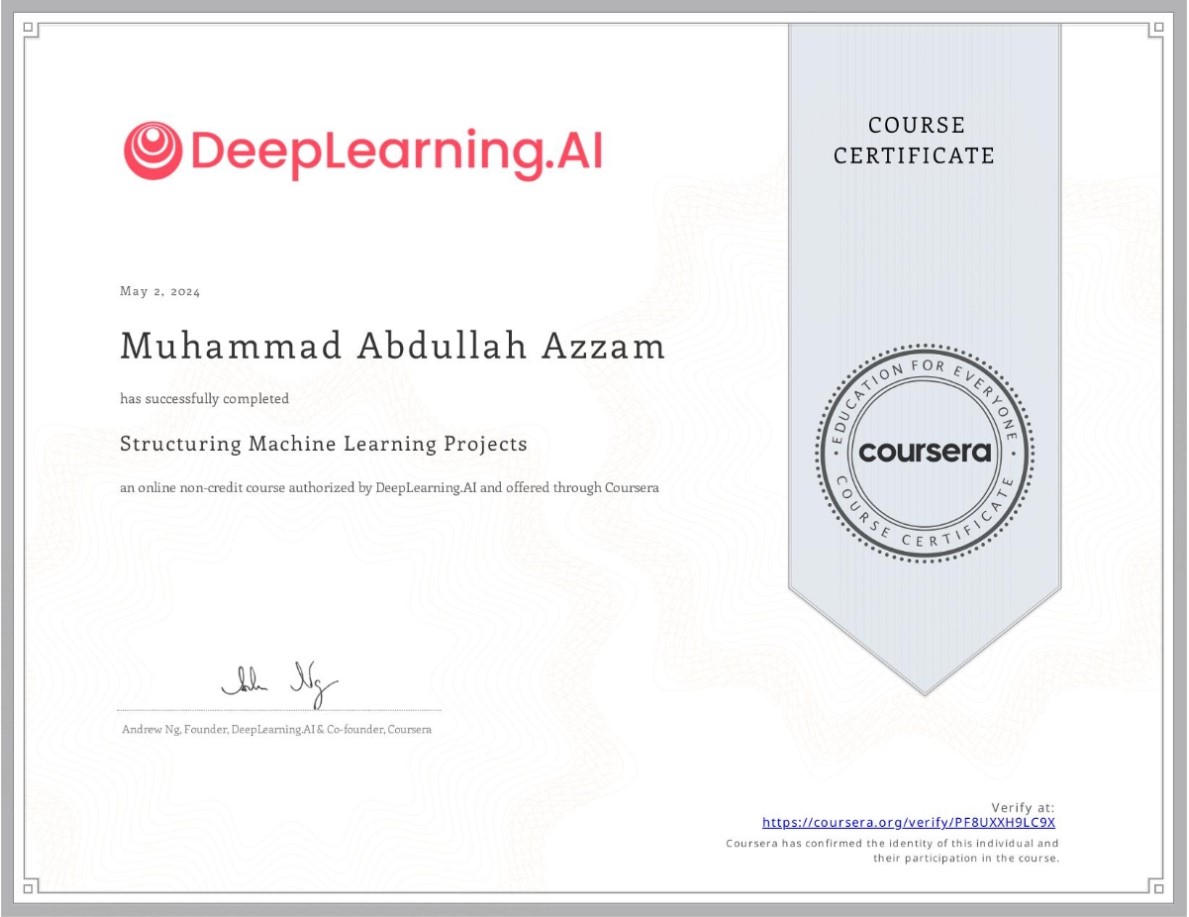 DeepLearning.AI
COURSE
CERTIFICATE
May 2, 2024
Muhammad Abdullah Azzam
has successfully completed
Structuring Machine Learning Projects
an online non-credit course authorized by DeepLearning.AI and offered through Coursera
EDUCATION FOR EVERYONE
coursera
COURSE CERTIFICATE
Andrew Ng, Founder, DeepLearning.AI & Co-founder, Coursera
Verify at:
https://coursera.org/verify/PF8UXXH9LC9X
Coursera has confirmed the identity of this individual and
their participation in the course.